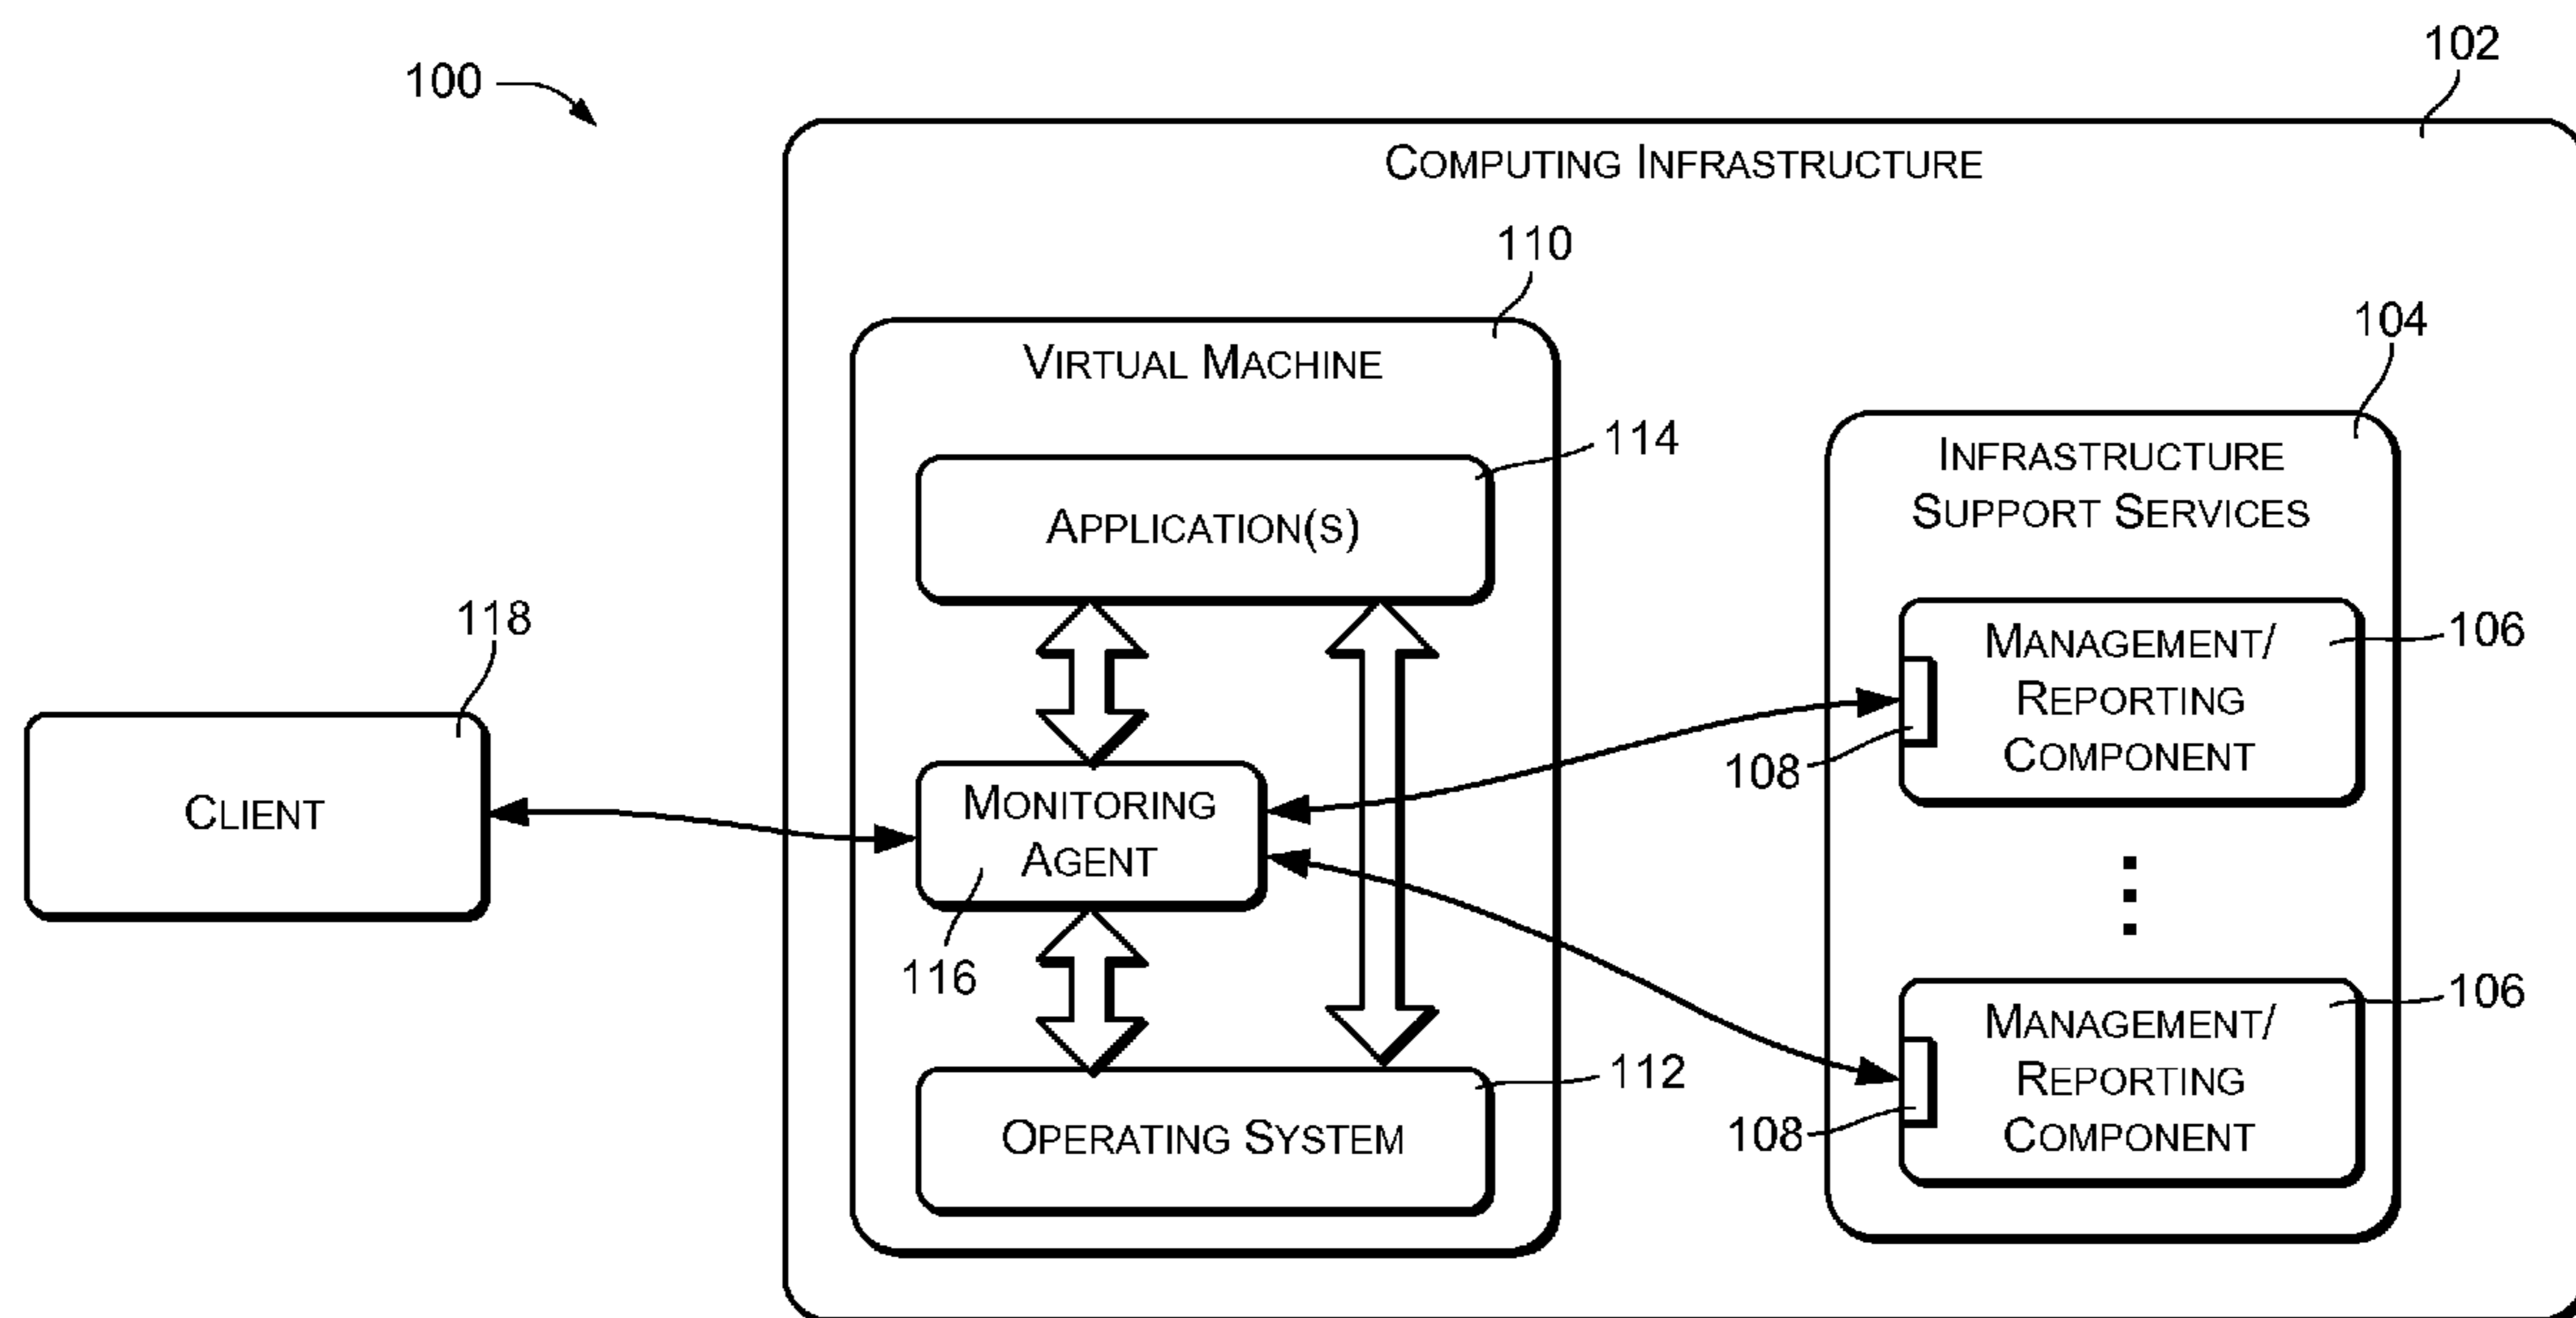 100
102
COMPUTING INFRASTRUCTURE
110
VIRTUAL MACHINE
104
INFRASTRUCTURE
SUPPORT SERVICES
114
APPLICATION(S)
118
CLIENT
MONITORING
AGENT
116
112
OPERATING SYSTEM
106
MANAGEMENT/
REPORTING
COMPONENT
108
106
MANAGEMENT/
REPORTING
COMPONENT
108